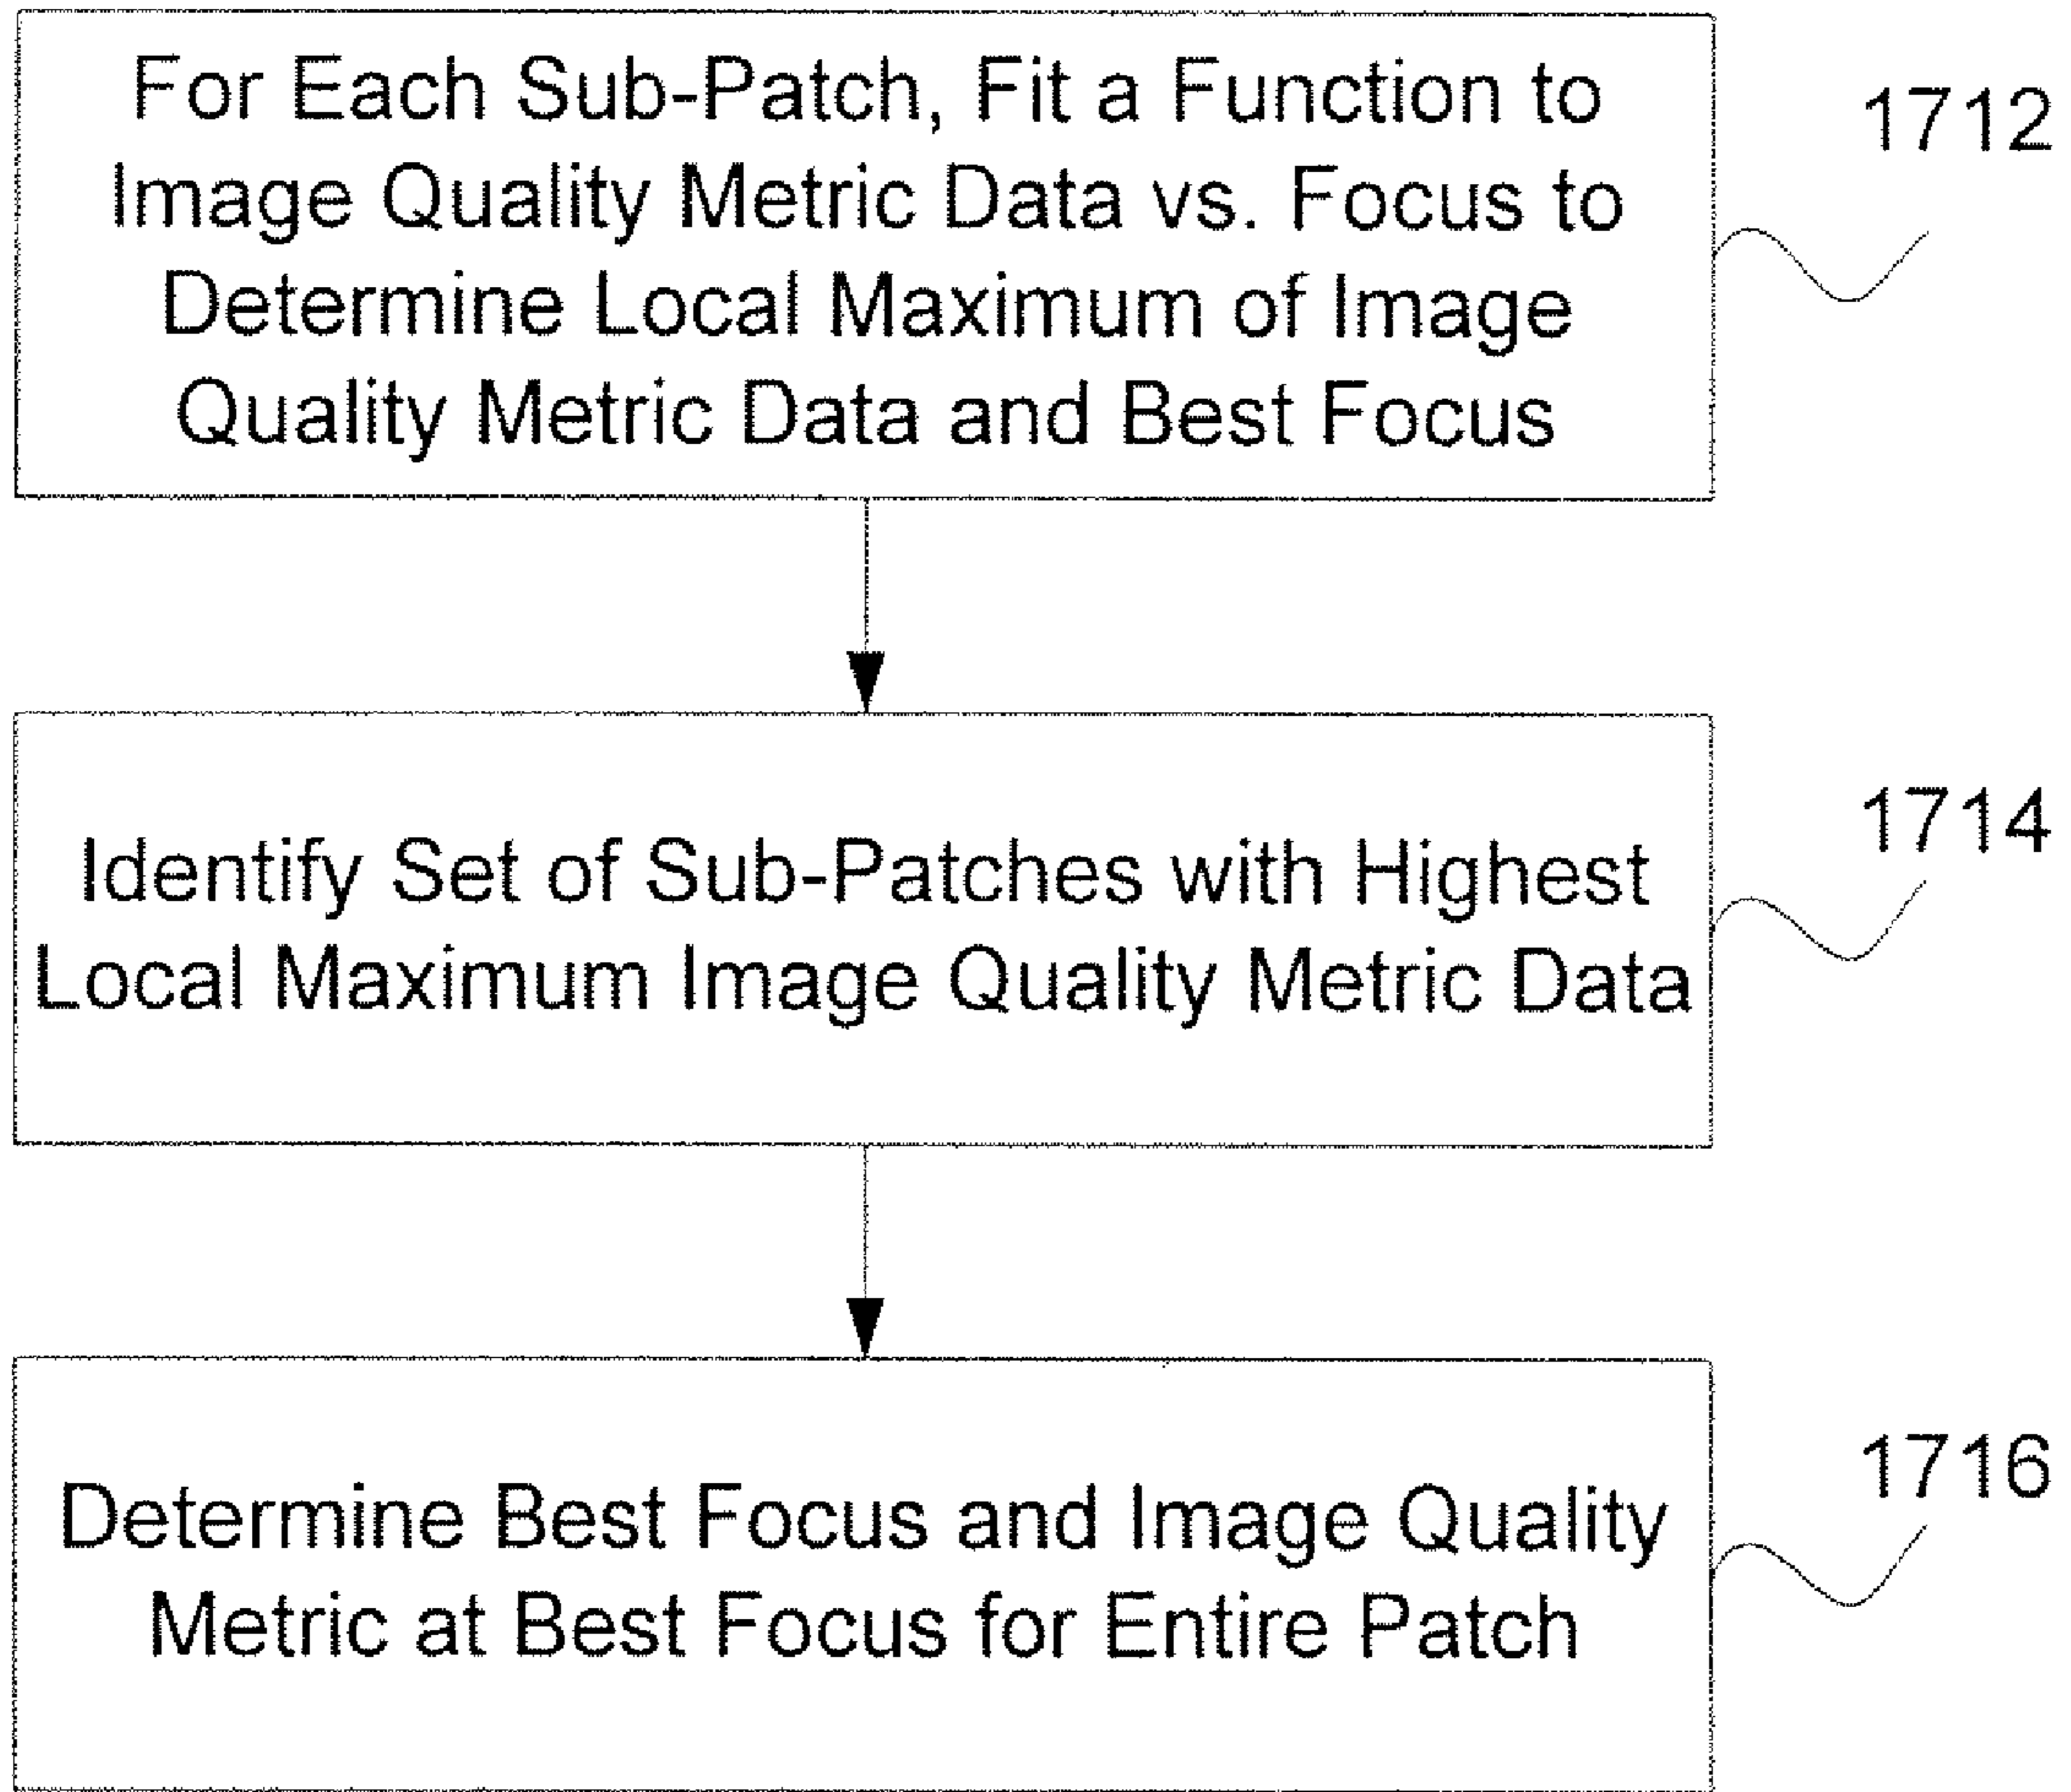 For Each Sub-Patch, Fit a Function to
Image Quality Metric Data vs. Focus to
Determine Local Maximum of Image
Quality Metric Data and Best Focus
1712
Identify Set of Sub-Patches with Highest
Local Maximum Image Quality Metric Data
1714
Determine Best Focus and Image Quality
Metric at Best Focus for Entire Patch
1716